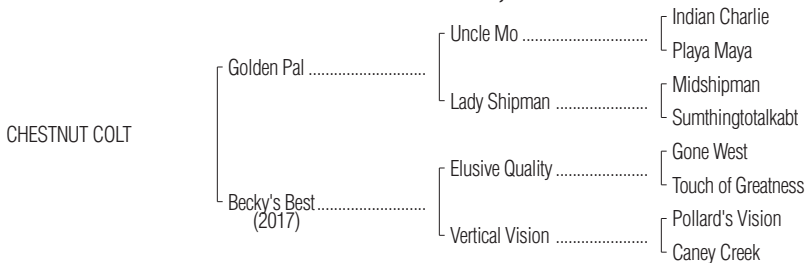 Indian Charlie
Uncle Mo ................................
Playa Maya
Golden Pal ..............................
Midshipman
Lady Shipman .......................
Sumthingtotalkabt
CHESTNUT COLT
Gone West
Elusive Quality .......................
Touch of Greatness
Becky's Best............................
(2017)
Pollard's Vision
Vertical Vision .......................
Caney Creek